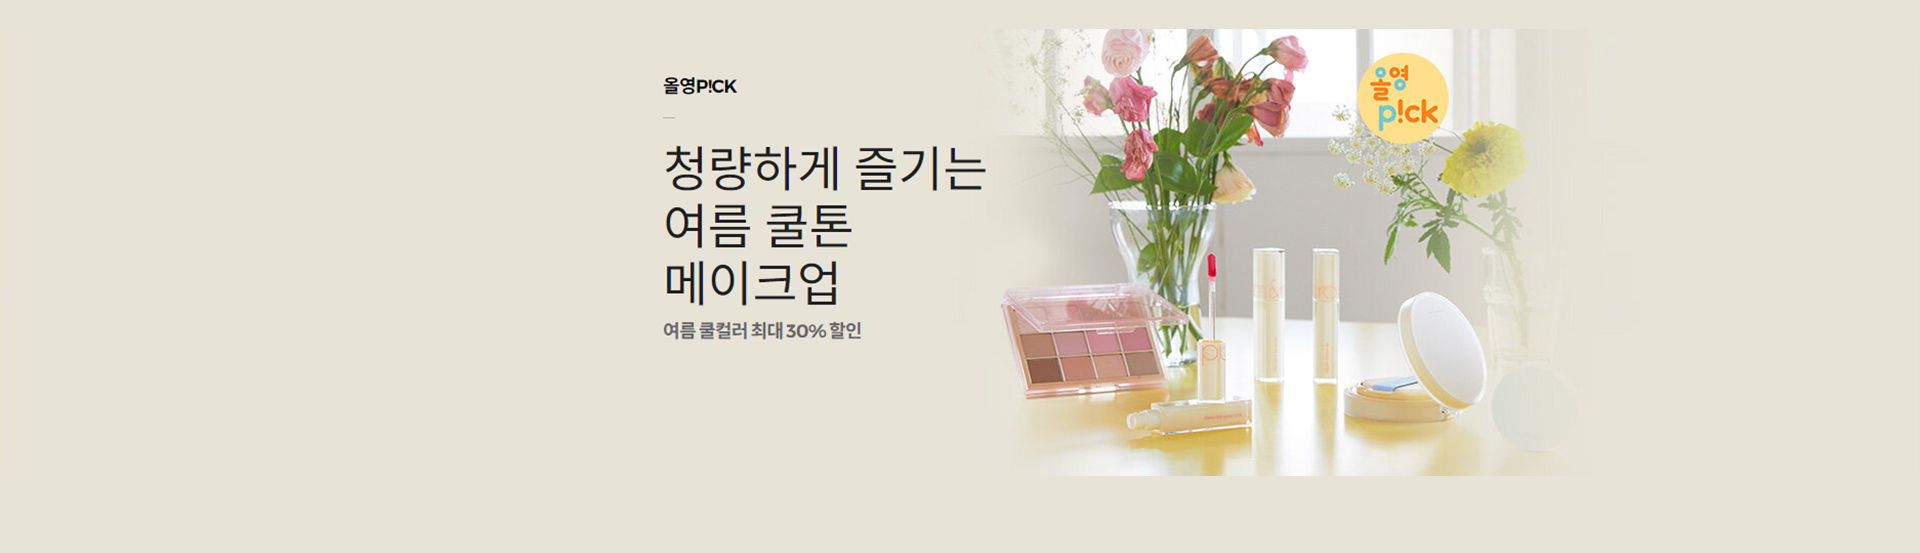 올영P!CK
청량하게 즐기는
여름 쿨톤
메이크업
여름 쿨컬러 최대 30% 할인
올영
p!ck